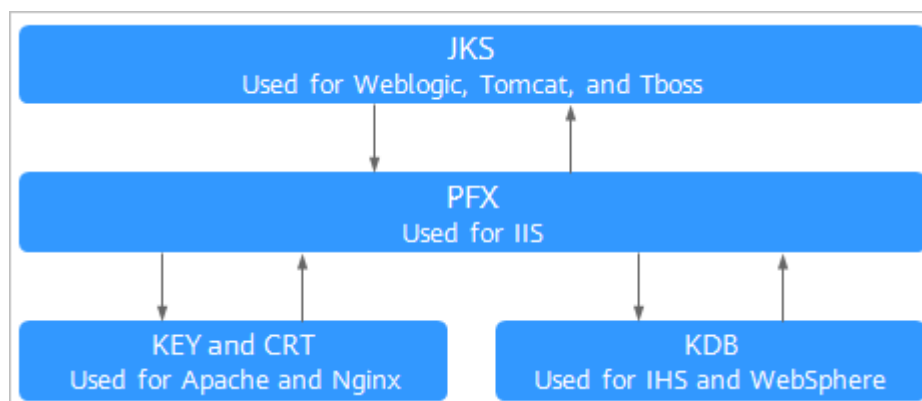 JKS
Used for Weblogic, Tomcat, and Tboss
PFX
Used for IIS
KEY and CRT
Used for Apache and Nginx
KDB
Used for IHS and WebSphere